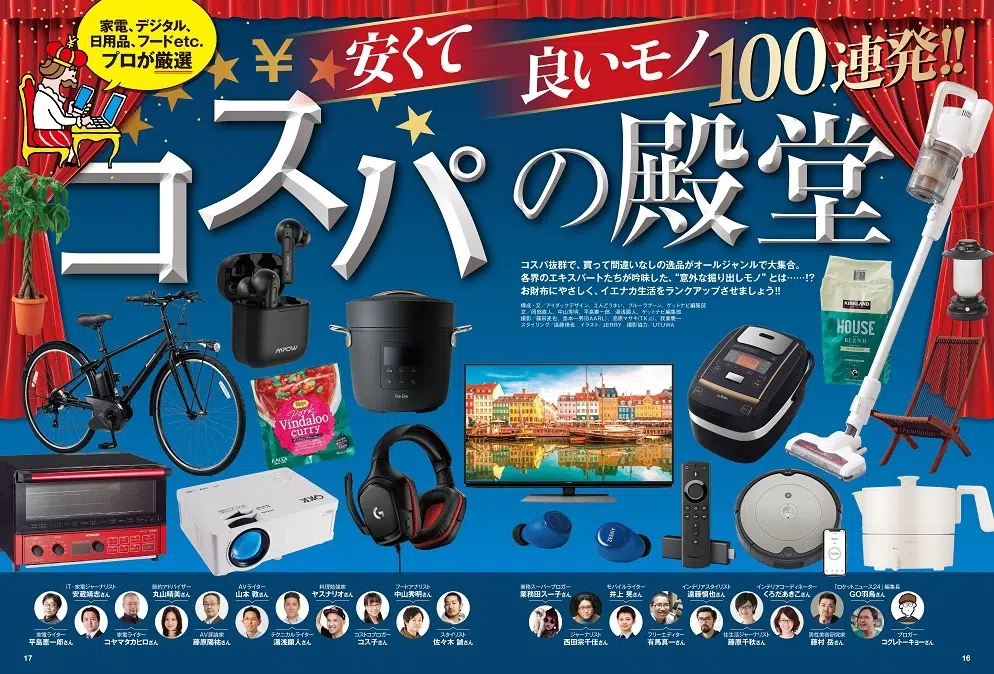 家電、デジタル、
日用品、フードetc.
プロが厳選
¥
安くて
良いモノ
100連発!!
コスパの殿堂
コスパ抜群で、買って間違いなしの逸品がオールジャンルで大集合。
各界のエキスパートたちが吟味した、“意外な掘り出しモノ”とは……!?
お財布にやさしく、イエナカ生活をランクアップさせましょう!!
MPOW
Re·De
Pork
Vindaloo
curry
KALDI
G
QKK
ZERNY
KIRKLAND
HOUSE
BLEND
IT・家電ジャーナリスト
安蔵靖志さん
節約アドバイザー
丸山晴美さん
AVライター
山本 敦さん
料理勉強家
ヤスナリオさん
フードアナリスト
中山秀明さん
家電ライター
平島憲一郎さん
家電ライター
コヤマタカヒロさん
AV評論家
藤原陽祐さん
テクニカルライター
湯浅顕人さん
コストコブロガー
コス子さん
スタイリスト
佐々木 誠さん
業務スーパーブロガー
業務田スー子さん
モバイルライター
井上 晃さん
インテリアスタイリスト
遠藤慎也さん
インテリアコーディネーター
くろだあきこさん
「ロケットニュース24」編集長
GO羽鳥さん
ジャーナリスト
西田宗千佳さん
フリーエディター
有馬真一さん
住生活ジャーナリスト
藤原千秋さん
男性美容研究家
藤村 岳さん
ブロガー
コグレトーキョーさん
17
16